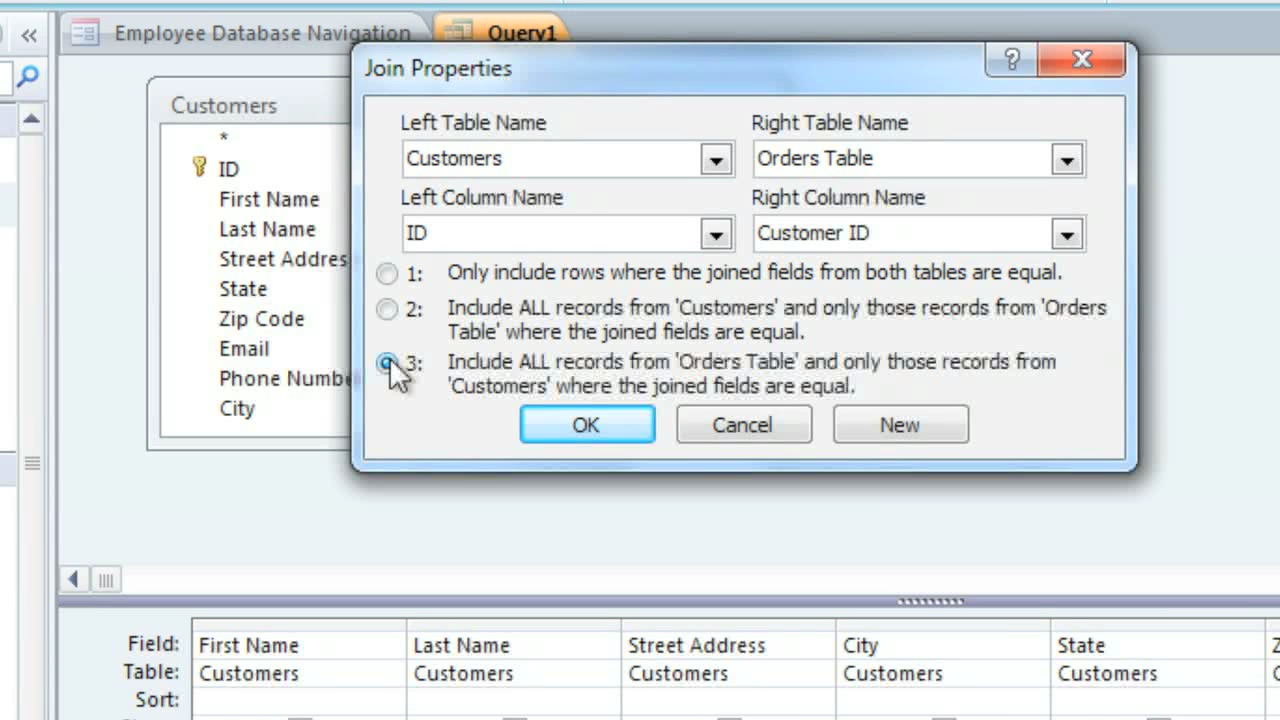 Employee Database Navigation
Query1
Join Properties
Customers
*
ID
First Name
Last Name
Street Addres
State
Zip Code
Email
Phone Numbe
City
Left Table Name
Right Table Name
Customers
Orders Table
Left Column Name
Right Column Name
ID
Customer ID
1: Only include rows where the joined fields from both tables are equal.
2: Include ALL records from 'Customers' and only those records from 'Orders
Table' where the joined fields are equal.
3: Include ALL records from 'Orders Table' and only those records from
'Customers' where the joined fields are equal.
OK
Cancel
New
Field: First Name Last Name Street Address City State Z
Table: Customers Customers Customers Customers Customers
Sort: